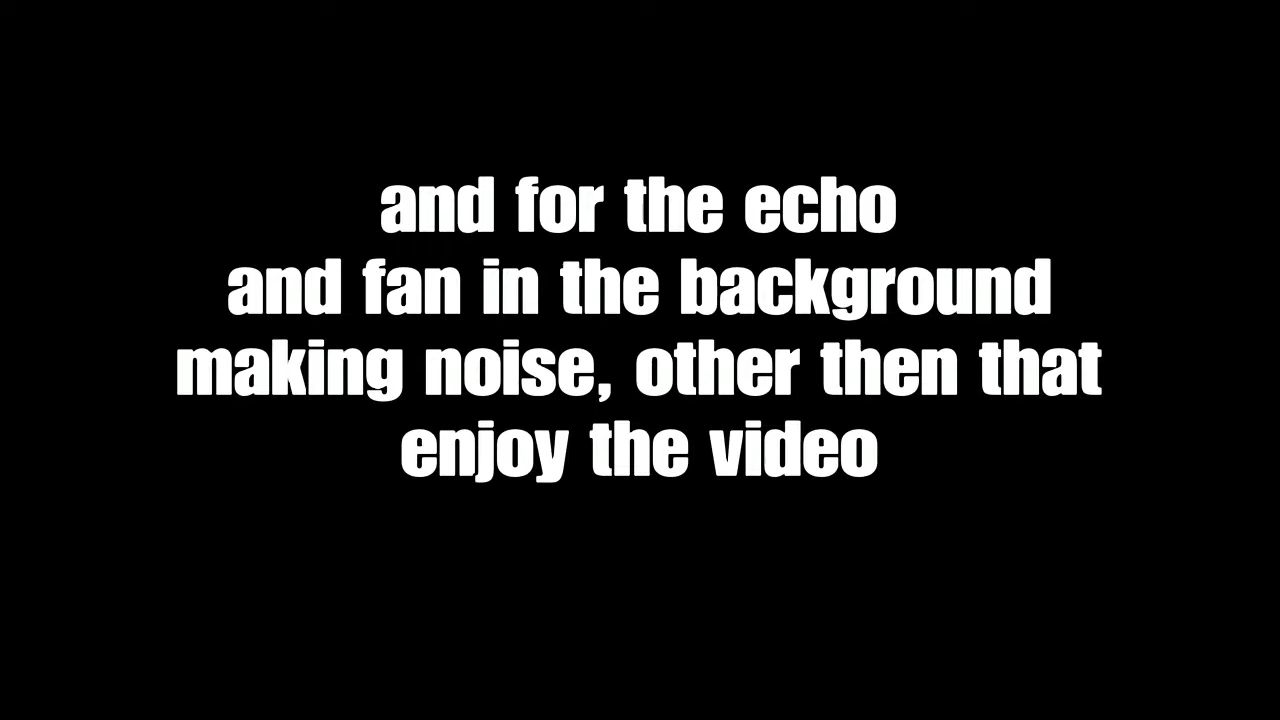 and for the echo
and fan in the background
making noise, other then that
enjoy the video